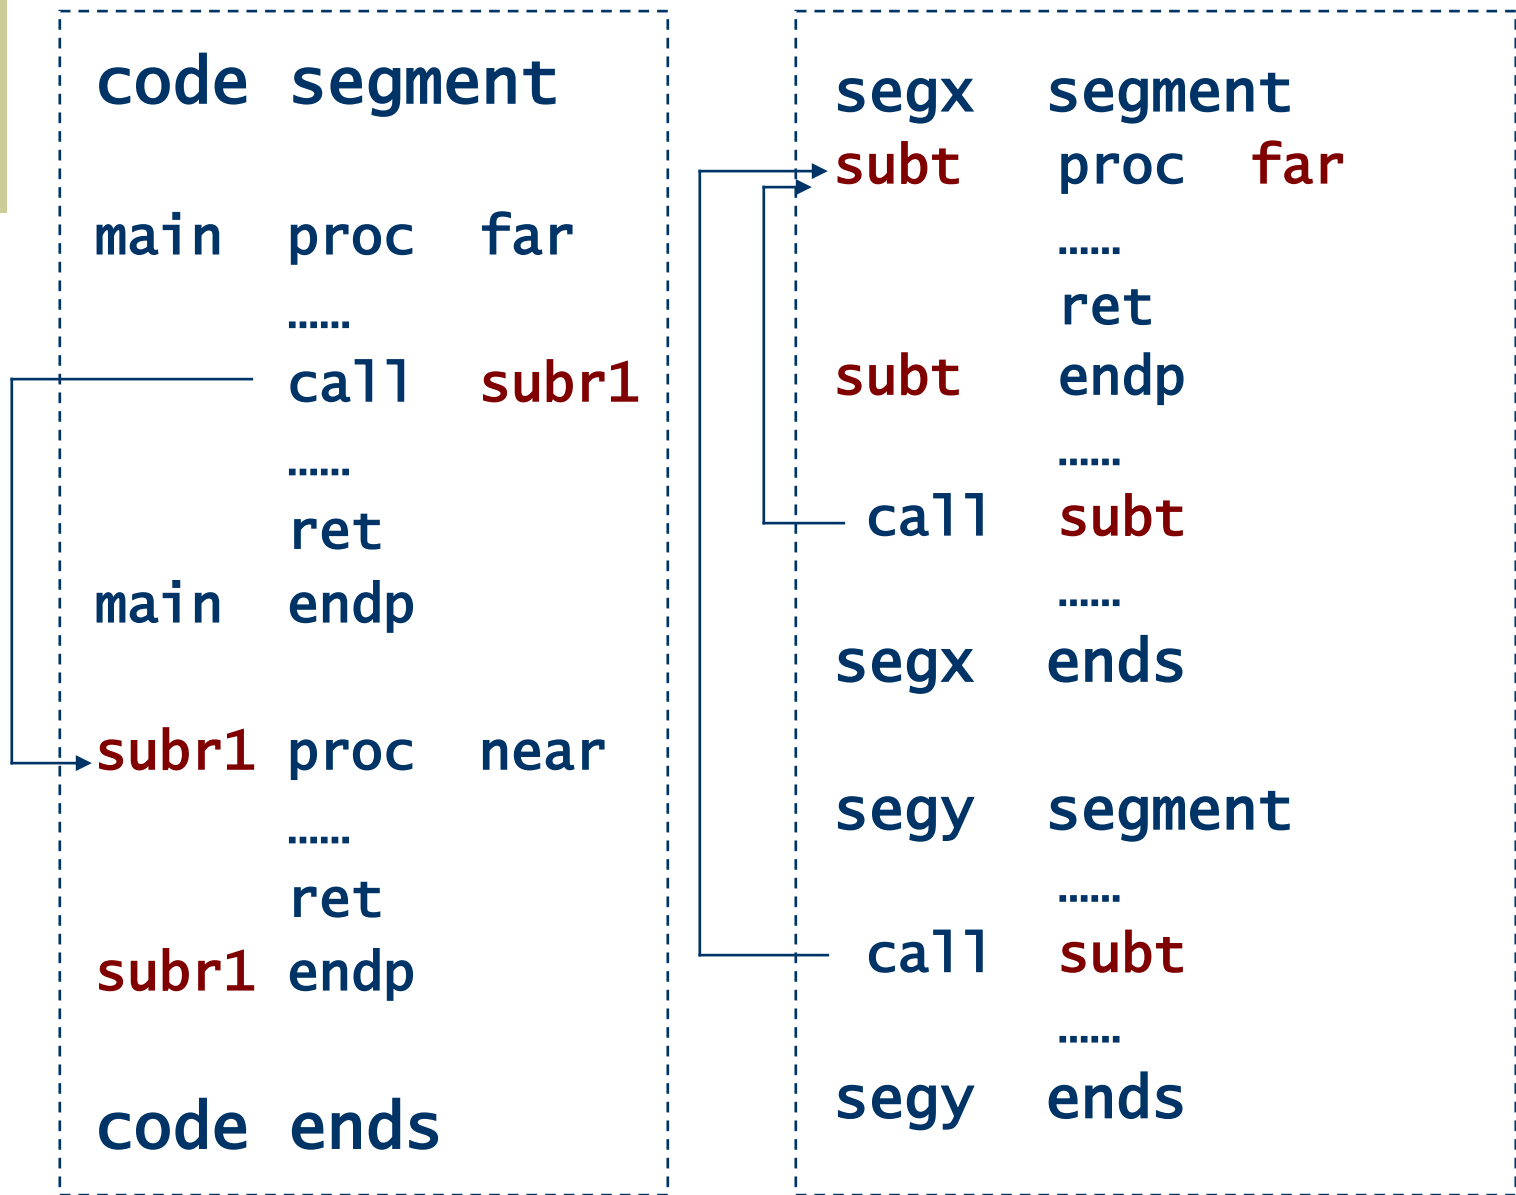 code segment
main proc far
……
call subr1
……
ret
main endp
subr1 proc near
……
ret
subr1 endp
code ends
segx segment
subt proc far
……
ret
subt endp
……
call subt
……
segx ends
segy segment
……
call subt
……
segy ends